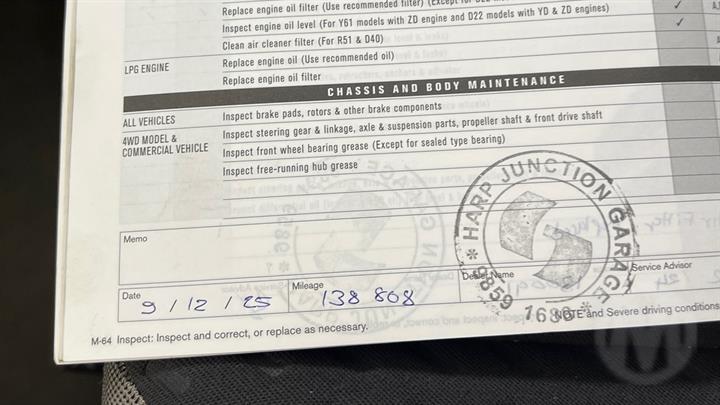 Replace engine oil filter (Use recommended filter)
Inspect engine oil level (For Y61 models with ZD engine and D22 models with YD & ZD engines) ✓
Clean air cleaner filter (For R51 & D40)
LPG ENGINE
Replace engine oil (Use recommended oil)
Replace engine oil filter
CHASSIS AND BODY MAINTENANCE
ALL VEHICLES
Inspect brake pads, rotors & other brake components
4WD MODEL &
COMMERCIAL VEHICLE
Inspect steering gear & linkage, axle & suspension parts, propeller shaft & front drive shaft
Inspect front wheel bearing grease (Except for sealed type bearing)
Inspect free-running hub grease
HARP JUNCTION GARAGE
* 9859 1686 *
Memo
Date
9/12/25
Mileage
138 808
Dealer Name
Service Advisor
M-64 Inspect: Inspect and correct, or replace as necessary.
NOTE and Severe driving conditions